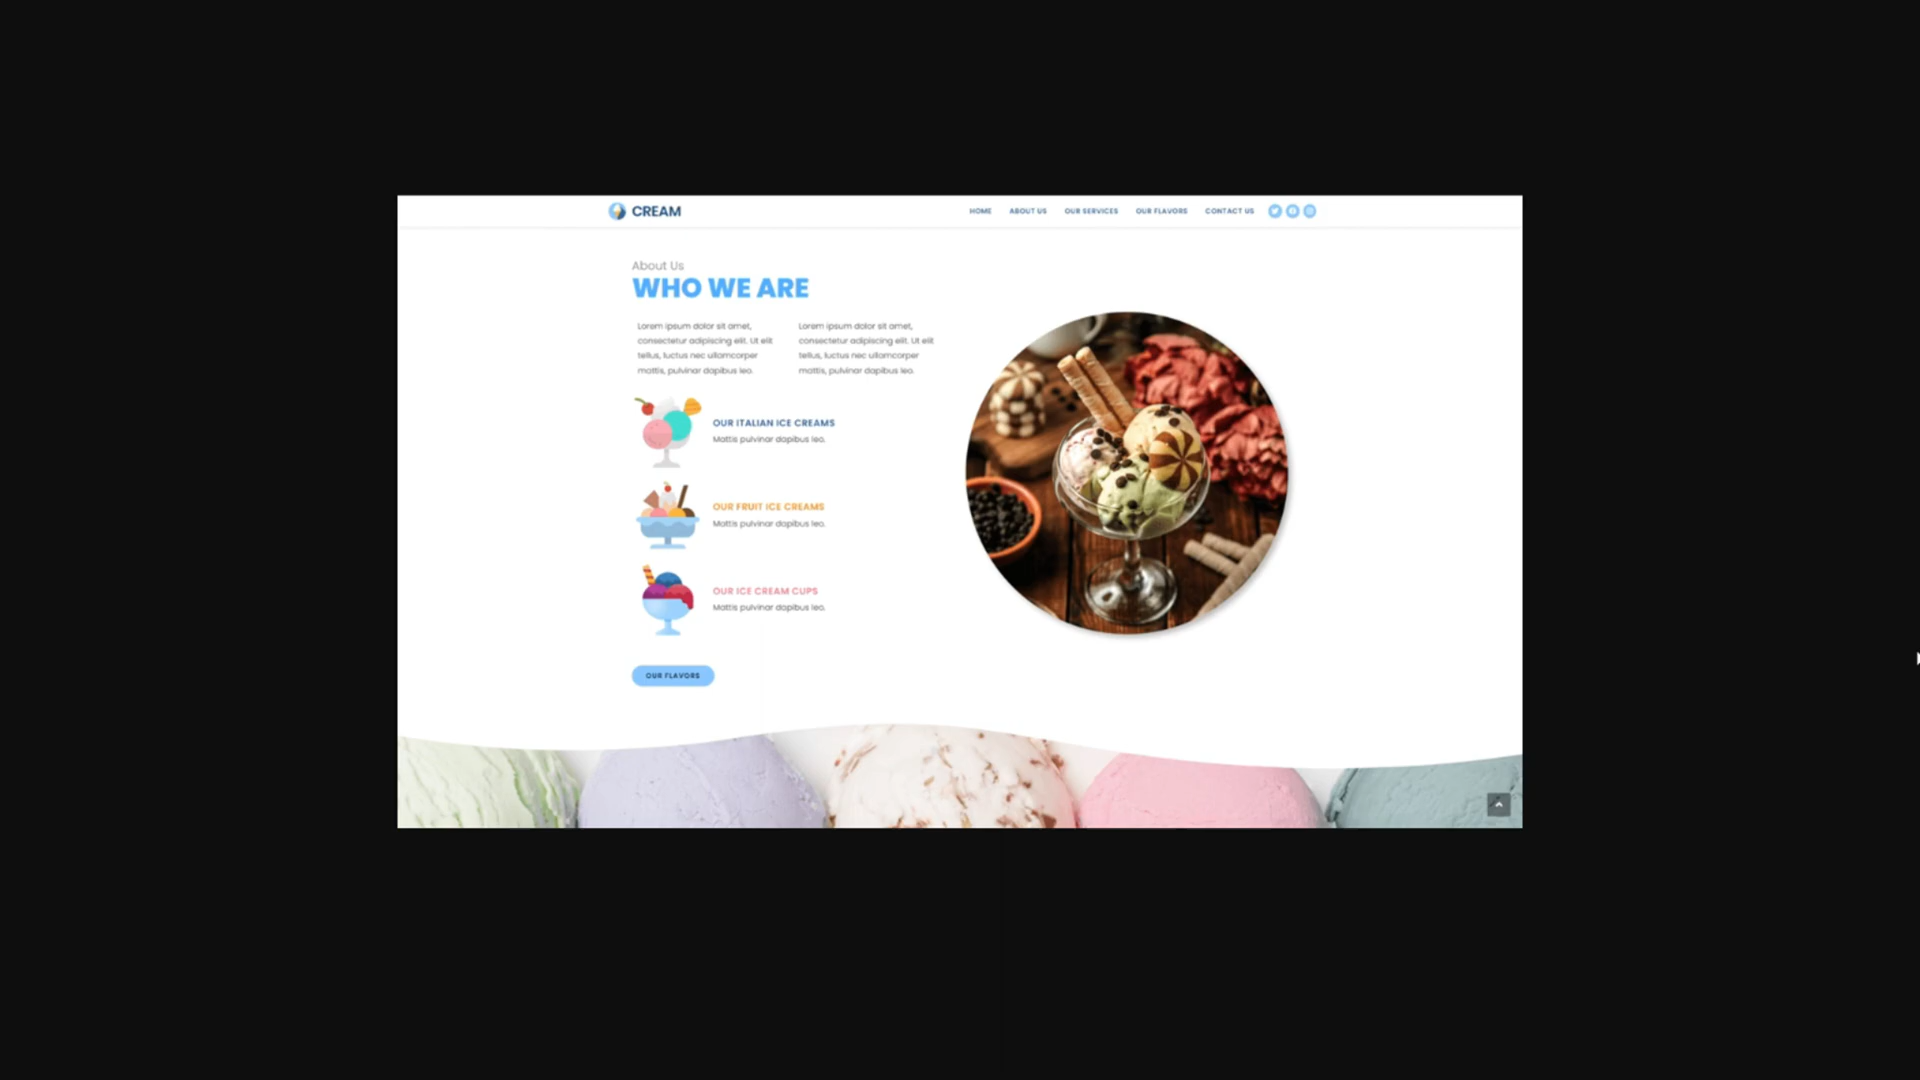 CREAM
HOME ABOUT US OUR SERVICES OUR FLAVORS CONTACT US
About Us
WHO WE ARE
Lorem ipsum dolor sit amet,
consectetur adipiscing elit. Ut elit
tellus, luctus nec ullamcorper
mattis, pulvinar dapibus leo.
Lorem ipsum dolor sit amet,
consectetur adipiscing elit. Ut elit
tellus, luctus nec ullamcorper
mattis, pulvinar dapibus leo.
OUR ITALIAN ICE CREAMS
Mattis pulvinar dapibus leo.
OUR FRUIT ICE CREAMS
Mattis pulvinar dapibus leo.
OUR ICE CREAM CUPS
Mattis pulvinar dapibus leo.
OUR FLAVORS